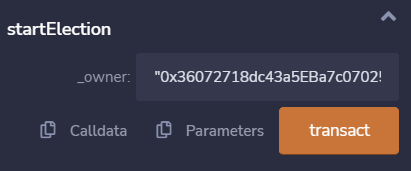 startElection
_owner: "0x36072718dc43a5EBa7c0702
Calldata Parameters transact